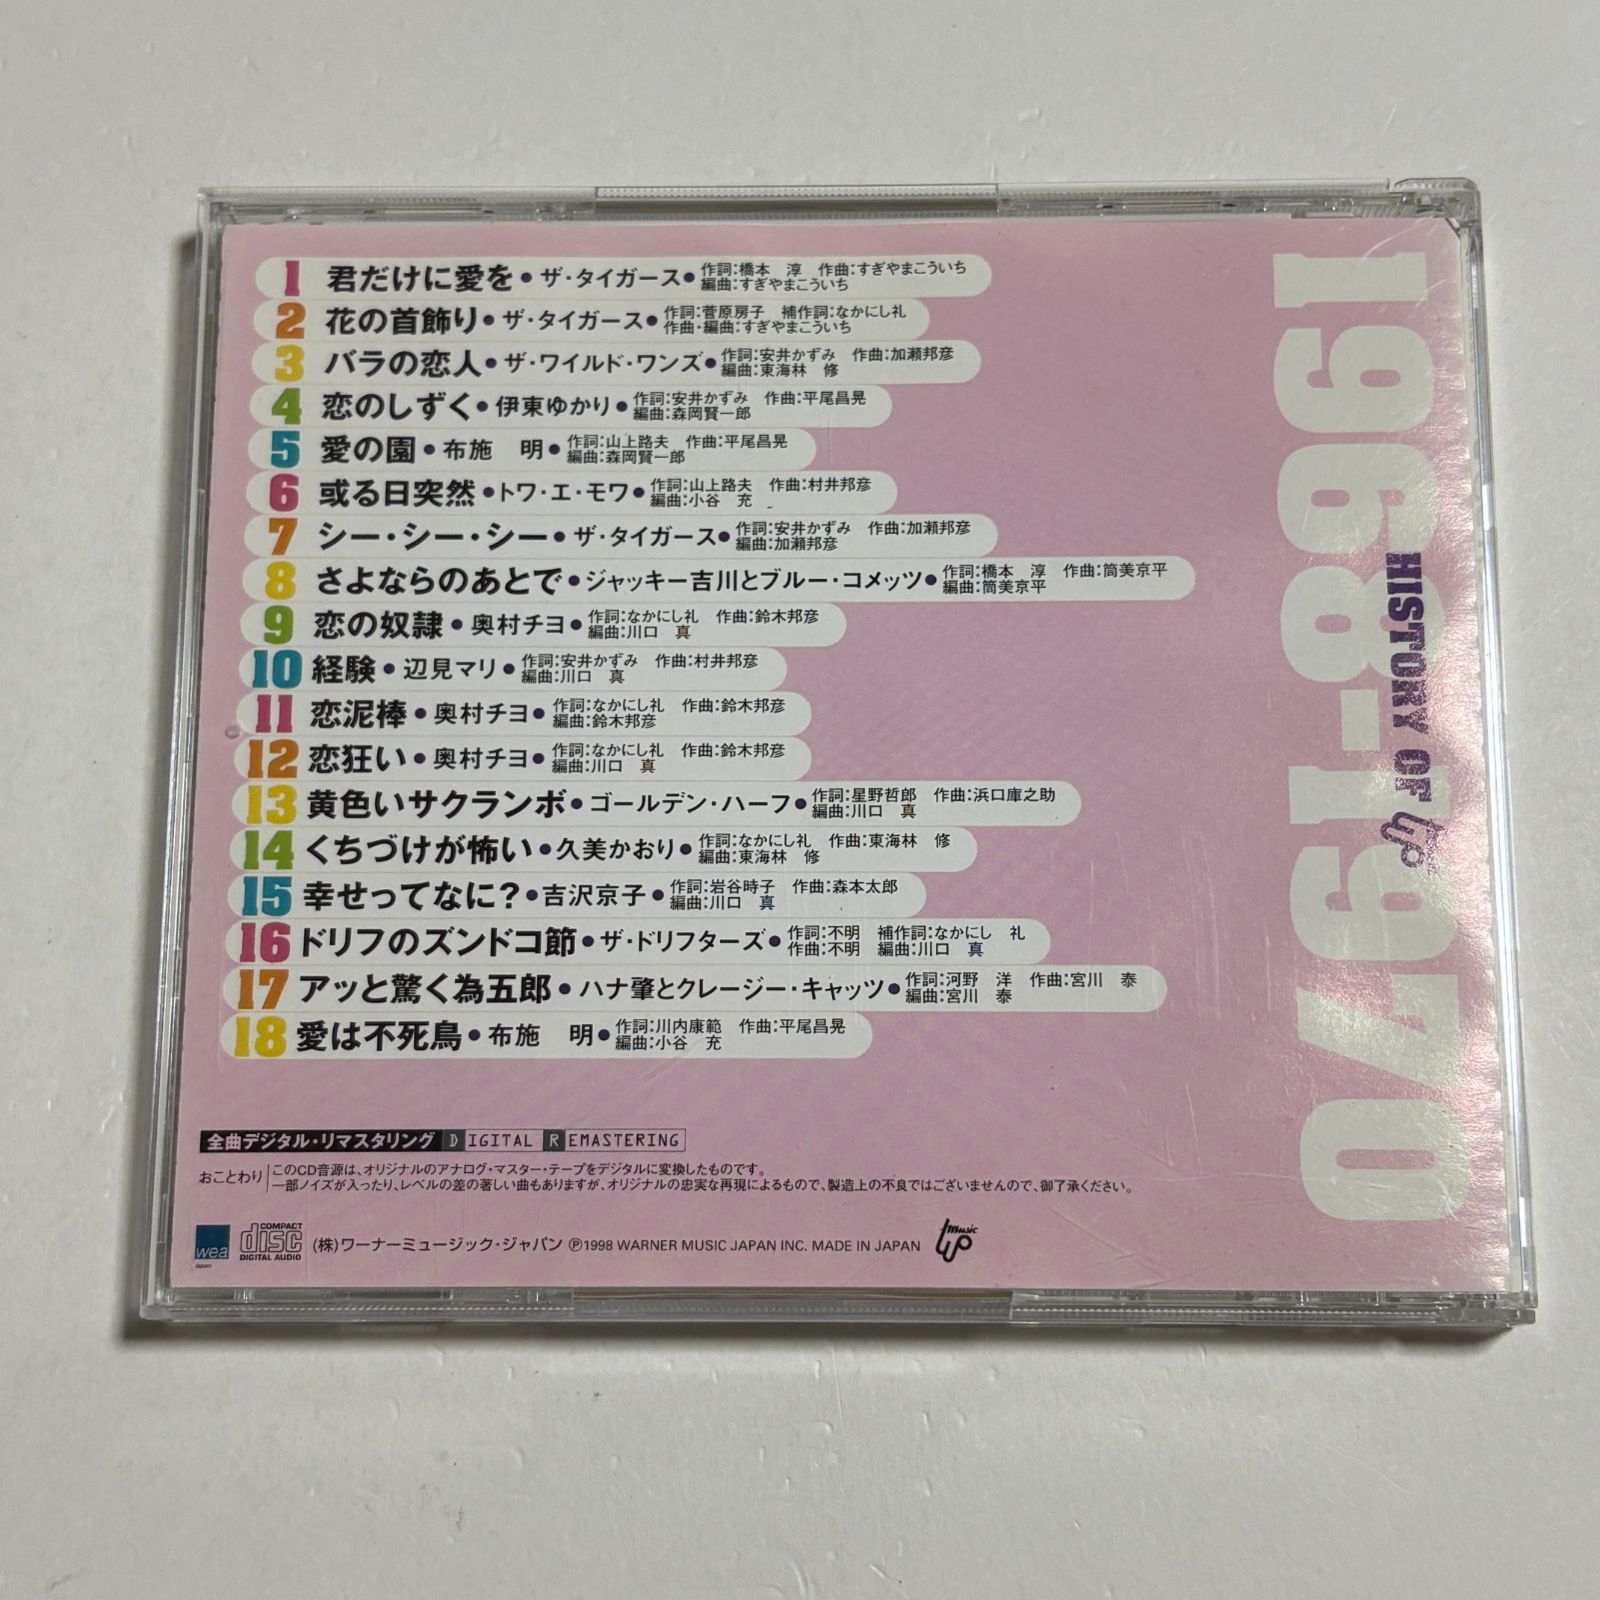 1 君だけに愛を•ザ・タイガース•作詞:橋本 淳 作曲:すぎやまこういち
編曲:すぎやまこういち
2 花の首飾り•ザ・タイガース•作詞:菅原房子 補作詞:なかにし礼
作曲・編曲:すぎやまこういち
3 バラの恋人•ザ・ワイルド・ワンズ•作詞:安井かずみ 作曲:加瀬邦彦
編曲:東海林 修
4 恋のしずく•伊東ゆかり•作詞:安井かずみ 作曲:平尾昌晃
編曲:森岡賢一郎
5 愛の園•布施 明•作詞:山上路夫 作曲:平尾昌晃
編曲:森岡賢一郎
6 或る日突然•トワ・エ・モワ•作詞:山上路夫 作曲:村井邦彦
編曲:小谷 充
7 シー・シー・シー•ザ・タイガース•作詞:安井かずみ 作曲:加瀬邦彦
編曲:加瀬邦彦
8 さよならのあとで•ジャッキー吉川とブルー・コメッツ•作詞:橋本 淳 作曲:筒美京平
編曲:筒美京平
9 恋の奴隷•奥村チヨ•作詞:なかにし礼 作曲:鈴木邦彦
編曲:川口 真
10 経験•辺見マリ•作詞:安井かずみ 作曲:村井邦彦
編曲:川口 真
11 恋泥棒•奥村チヨ•作詞:なかにし礼 作曲:鈴木邦彦
編曲:鈴木邦彦
12 恋狂い•奥村チヨ•作詞:なかにし礼 作曲:鈴木邦彦
編曲:川口 真
13 黄色いサクランボ•ゴールデン・ハーフ•作詞:星野哲郎 作曲:浜口庫之助
編曲:川口 真
14 くちづけが怖い•久美かおり•作詞:なかにし礼 作曲:東海林 修
編曲:東海林 修
15 幸せってなに?•吉沢京子•作詞:岩谷時子 作曲:森本太郎
編曲:川口 真
16 ドリフのズンドコ節•ザ・ドリフターズ•作詞:不明 補作詞:なかにし 礼
作曲:不明 編曲:川口 真
17 アッと驚く為五郎•ハナ肇とクレージー・キャッツ•作詞:河野 洋 作曲:宮川 泰
編曲:宮川 泰
18 愛は不死鳥•布施 明•作詞:川内康範 作曲:平尾昌晃
編曲:小谷 充
1968-1970
HISTORY OF up
全曲デジタル・リマスタリング DIGITAL REMASTERING
おことわり このCD音源は、オリジナルのアナログ・マスター・テープをデジタルに変換したものです。
一部ノイズが入ったり、レベルの差の著しい曲もありますが、オリジナルの忠実な再現によるもので、製造上の不良ではございませんので、御了承ください。
wea COMPACT disc DIGITAL AUDIO (株)ワーナーミュージック・ジャパン ℗1998 WARNER MUSIC JAPAN INC. MADE IN JAPAN music up